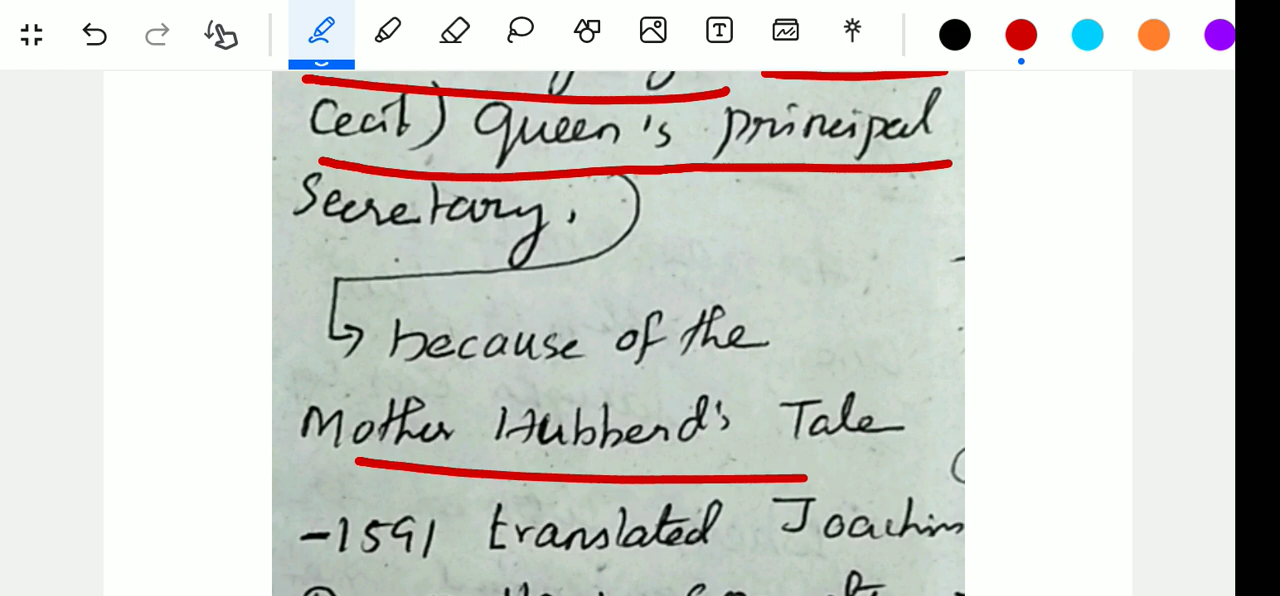 Cecil) Queen's principal
Secretary.
because of the
Mother Hubberd's Tale
-1591 translated Joachim